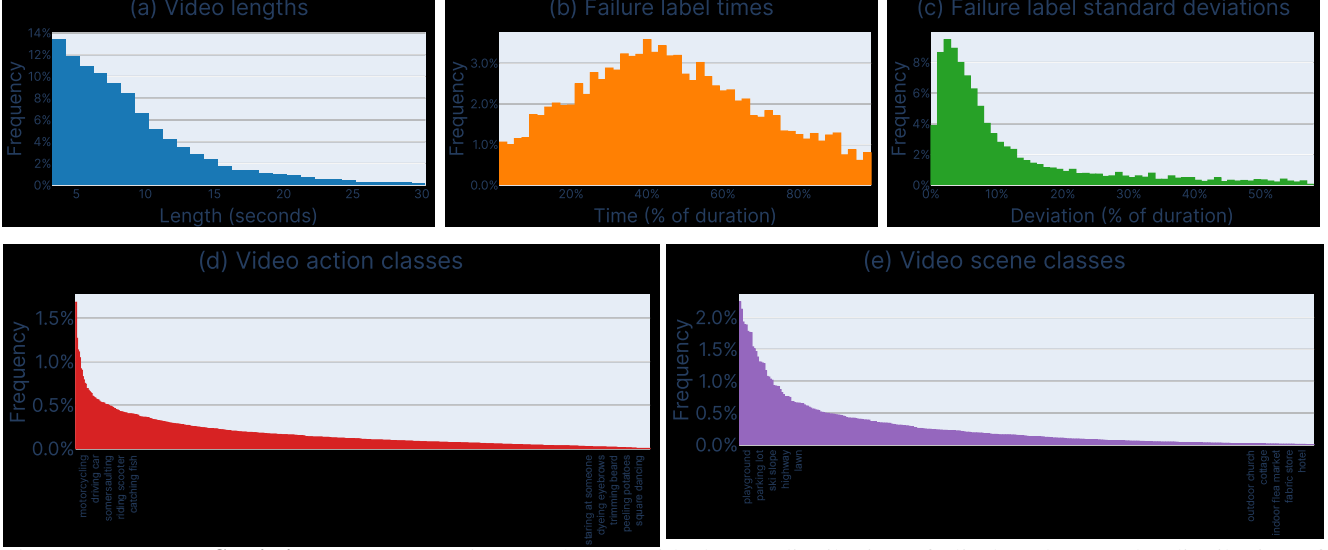 (a) Video lengths
14%
12%
10%
8%
6%
4%
2%
0%
Frequency
5 10 15 20 25 30
Length (seconds)
(b) Failure label times
3.0%
2.0%
1.0%
0.0%
Frequency
20% 40% 60% 80%
Time (% of duration)
(c) Failure label standard deviations
8%
6%
4%
2%
0%
Frequency
0% 10% 20% 30% 40% 50%
Deviation (% of duration)
(d) Video action classes
1.5%
1.0%
0.5%
0.0%
Frequency
motorcycling
driving car
somersaulting
riding scooter
catching fish
staring at someone
dyeing eyebrows
trimming beard
peeling potatoes
square dancing
(e) Video scene classes
2.0%
1.5%
1.0%
0.5%
0.0%
Frequency
playground
parking lot
ski slope
highway
lawn
outdoor church
cottage
indoor flea market
fabric store
hotel